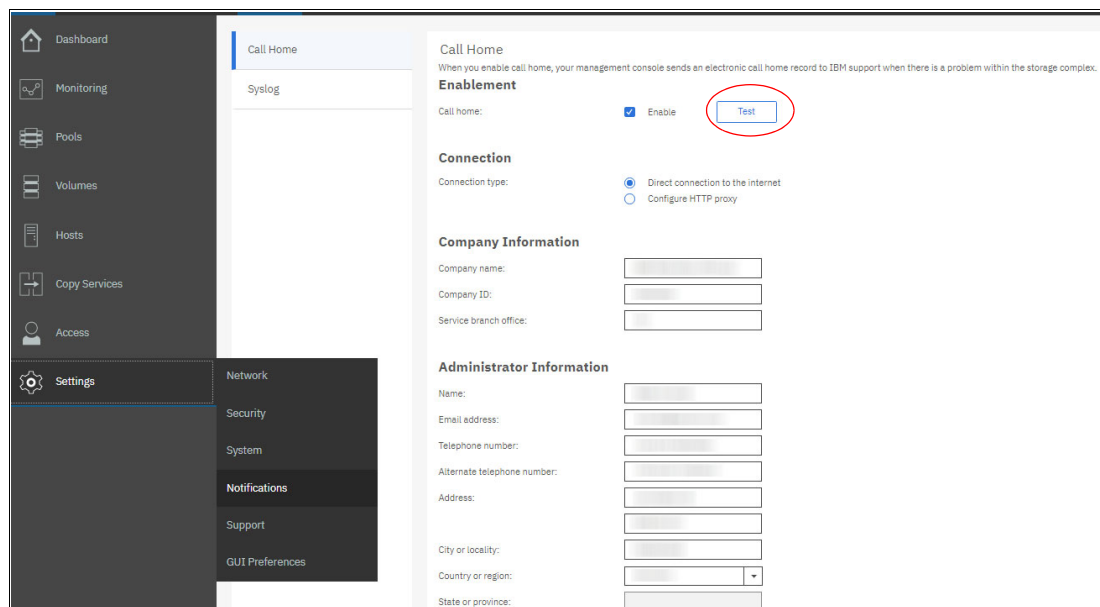 Dashboard
Monitoring
Pools
Volumes
Hosts
Copy Services
Access
Settings
Network
Security
System
Notifications
Support
GUI Preferences
Call Home
Syslog
Call Home
When you enable call home, your management console sends an electronic call home record to IBM support when there is a problem within the storage complex.
Enablement
Call home:
Enable
Test
Connection
Connection type:
Direct connection to the internet
Configure HTTP proxy
Company Information
Company name:
Company ID:
Service branch office:
Administrator Information
Name:
Email address:
Telephone number:
Alternate telephone number:
Address:
City or locality:
Country or region:
State or province: